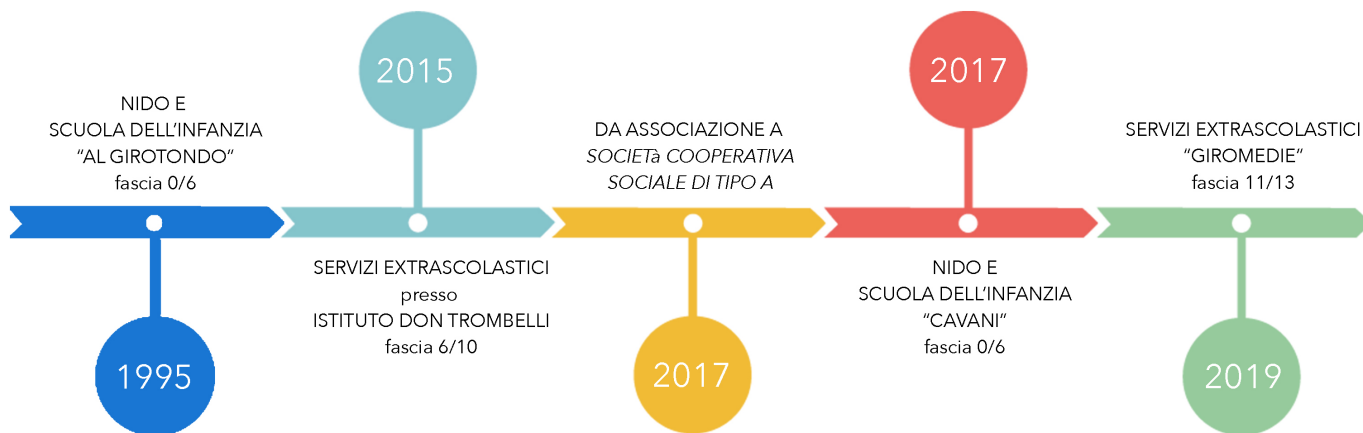 NIDO E
SCUOLA DELL'INFANZIA
"AL GIROTONDO"
fascia 0/6
1995
2015
SERVIZI EXTRASCOLASTICI
presso
ISTITUTO DON TROMBELLI
fascia 6/10
DA ASSOCIAZIONE A
SOCIETà COOPERATIVA
SOCIALE DI TIPO A
2017
2017
NIDO E
SCUOLA DELL'INFANZIA
"CAVANI"
fascia 0/6
SERVIZI EXTRASCOLASTICI
"GIROMEDIE"
fascia 11/13
2019